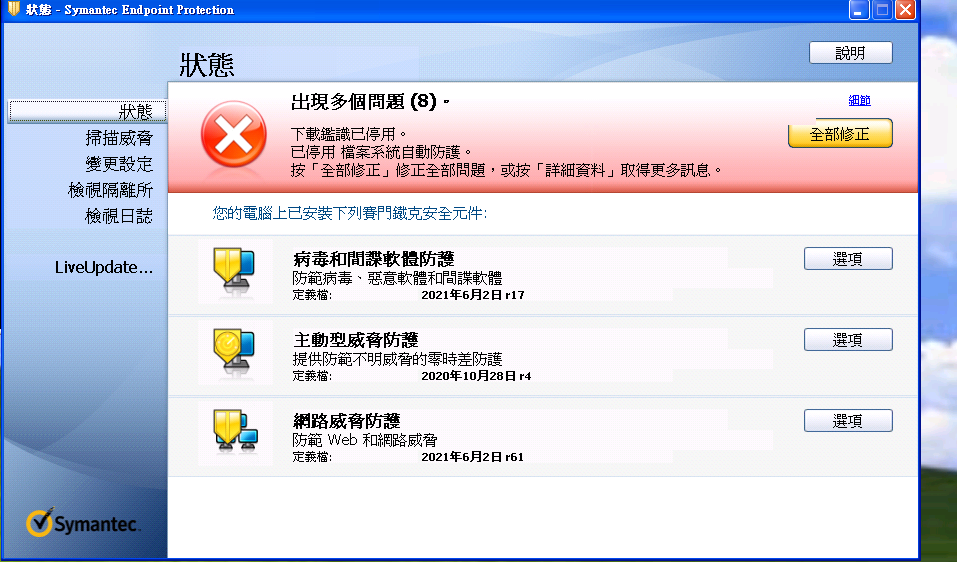 狀態 - Symantec Endpoint Protection
狀態
說明
狀態
掃描威脅
變更設定
檢視隔離所
檢視日誌
LiveUpdate...
出現多個問題 (8)。
細節
下載鑑識已停用。
已停用 檔案系統自動防護。
按「全部修正」修正全部問題，或按「詳細資料」取得更多訊息。
全部修正
您的電腦上已安裝下列賽門鐵克安全元件:
病毒和間諜軟體防護
防範病毒、惡意軟體和間諜軟體
定義檔: 2021年6月2日 r17
選項
主動型威脅防護
提供防範不明威脅的零時差防護
定義檔: 2020年10月28日 r4
選項
網路威脅防護
防範 Web 和網路威脅
定義檔: 2021年6月2日 r61
選項
Symantec.